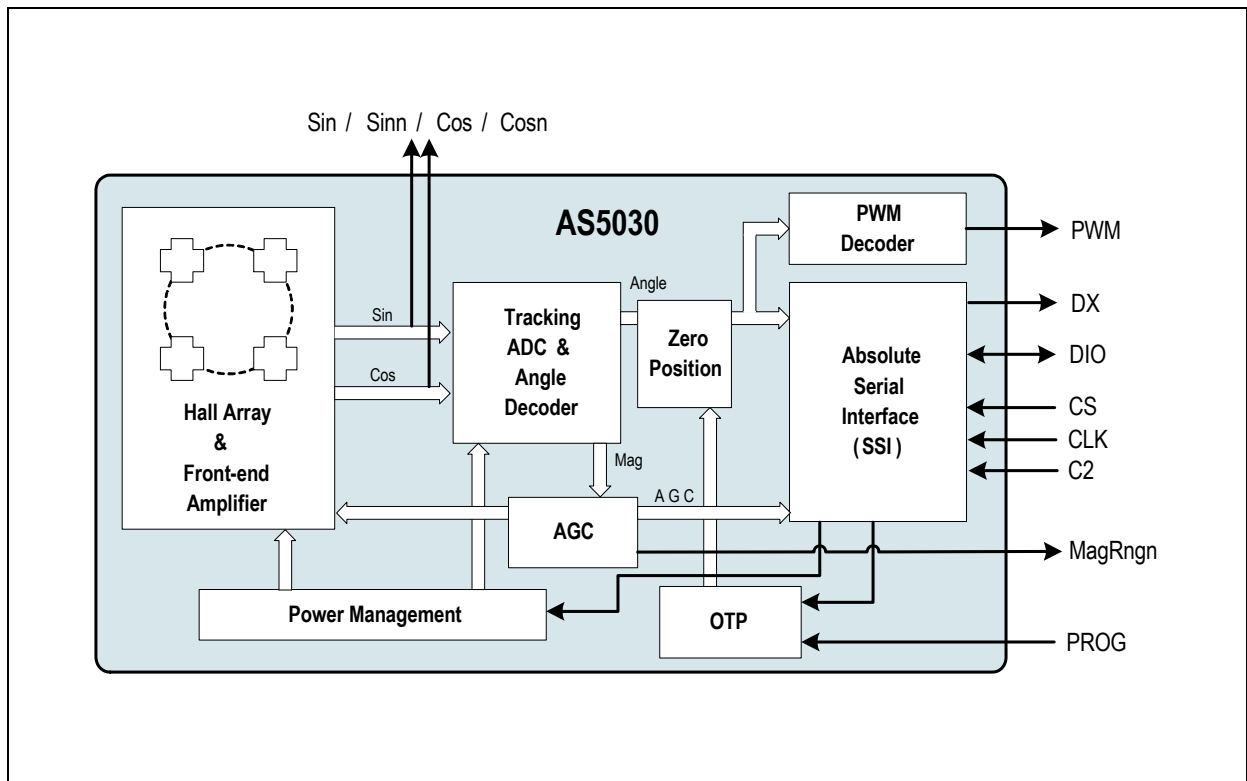 Sin / Sinn / Cos / Cosn
AS5030
PWM
Decoder
PWM
Hall Array
&
Front-end
Amplifier
Sin
Cos
Tracking
ADC &
Angle
Decoder
Angle
Zero
Position
Absolute
Serial
Interface
( SSI )
DX
DIO
CS
CLK
C2
Mag
AGC
A G C
MagRngn
Power Management
OTP
PROG